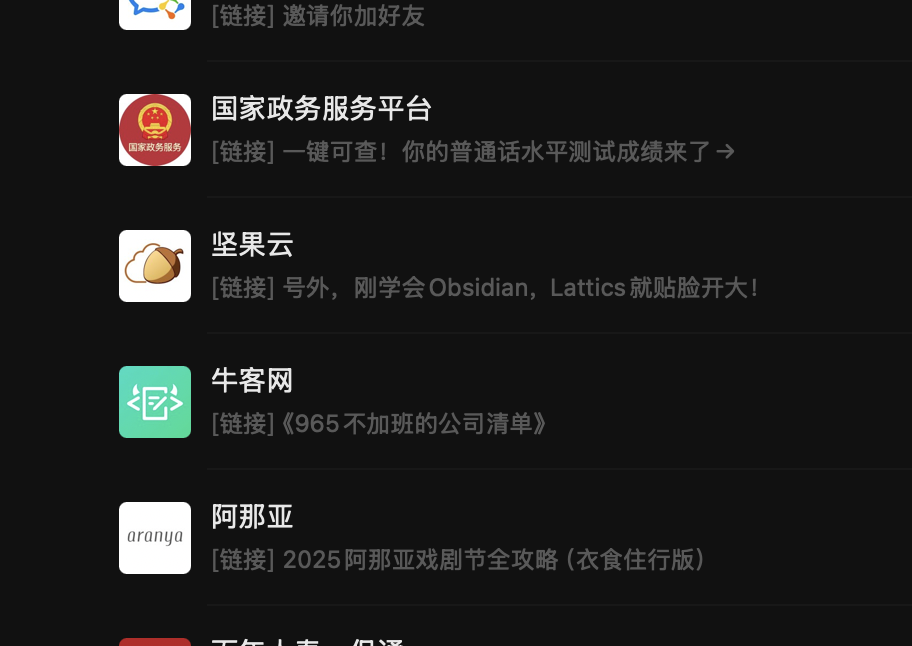 [链接] 邀请你加好友
国家政务服务平台
国家政务服务
[链接] 一键可查！你的普通话水平测试成绩来了→
坚果云
[链接] 号外，刚学会Obsidian，Lattics就贴脸开大！
牛客网
[链接]《965不加班的公司清单》
阿那亚
aranya
[链接] 2025阿那亚戏剧节全攻略（衣食住行版）